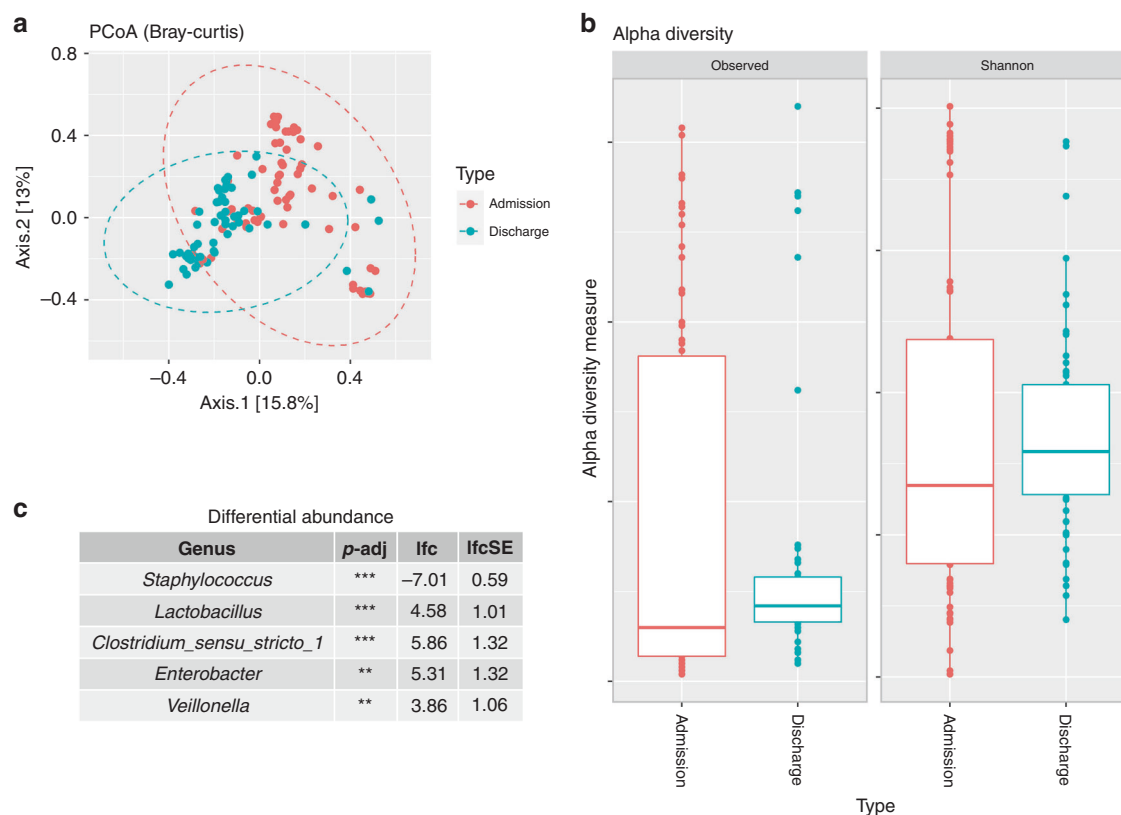 a
PCoA (Bray-curtis)
0.8
0.4
0.0
−0.4
Axis.2 [13%]
−0.4 0.0 0.4
Axis.1 [15.8%]
Type
Admission
Discharge
b
Alpha diversity
Observed Shannon
Alpha diversity measure
Admission
Discharge
Admission
Discharge
Type
c
Differential abundance
Genus p-adj lfc lfcSE
Staphylococcus *** −7.01 0.59
Lactobacillus *** 4.58 1.01
Clostridium_sensu_stricto_1 *** 5.86 1.32
Enterobacter ** 5.31 1.32
Veillonella ** 3.86 1.06